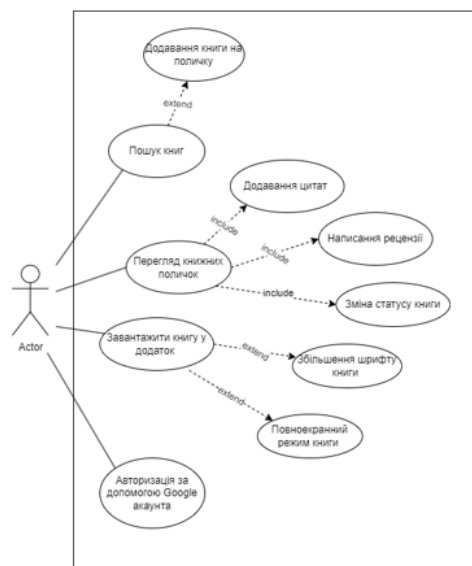 Додавання книги на
поличку
extend
Пошук книг
Додавання цитат
include
Написання рецензії
include
Перегляд книжних
поличок
include
Зміна статусу книги
Actor
Завантажити книгу у
додаток
extend
Збільшення шрифту
книги
extend
Повноекранний
режим книги
Авторизація за
допомогою Google
акаунта